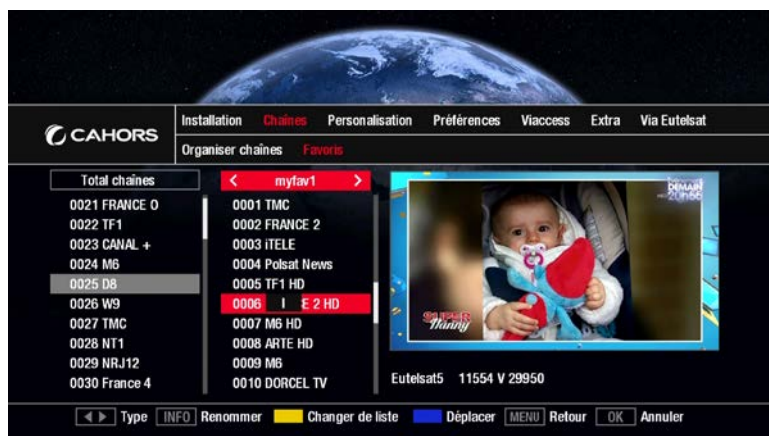 CAHORS
Installation Chaînes Personalisation Préférences Viaccess Extra Via Eutelsat
Organiser chaînes Favoris
Total chaînes
0021 FRANCE O
0022 TF1
0023 CANAL +
0024 M6
0025 D8
0026 W9
0027 TMC
0028 NT1
0029 NRJ12
0030 France 4
myfav1
0001 TMC
0002 FRANCE 2
0003 iTELE
0004 Polsat News
0005 TF1 HD
0006 I E 2 HD
0007 M6 HD
0008 ARTE HD
0009 M6
0010 DORCEL TV
DEMAIN
20h55
SUPER
Nanny
Eutelsat5 11554 V 29950
Type INFO Renommer Changer de liste Déplacer MENU Retour OK Annuler